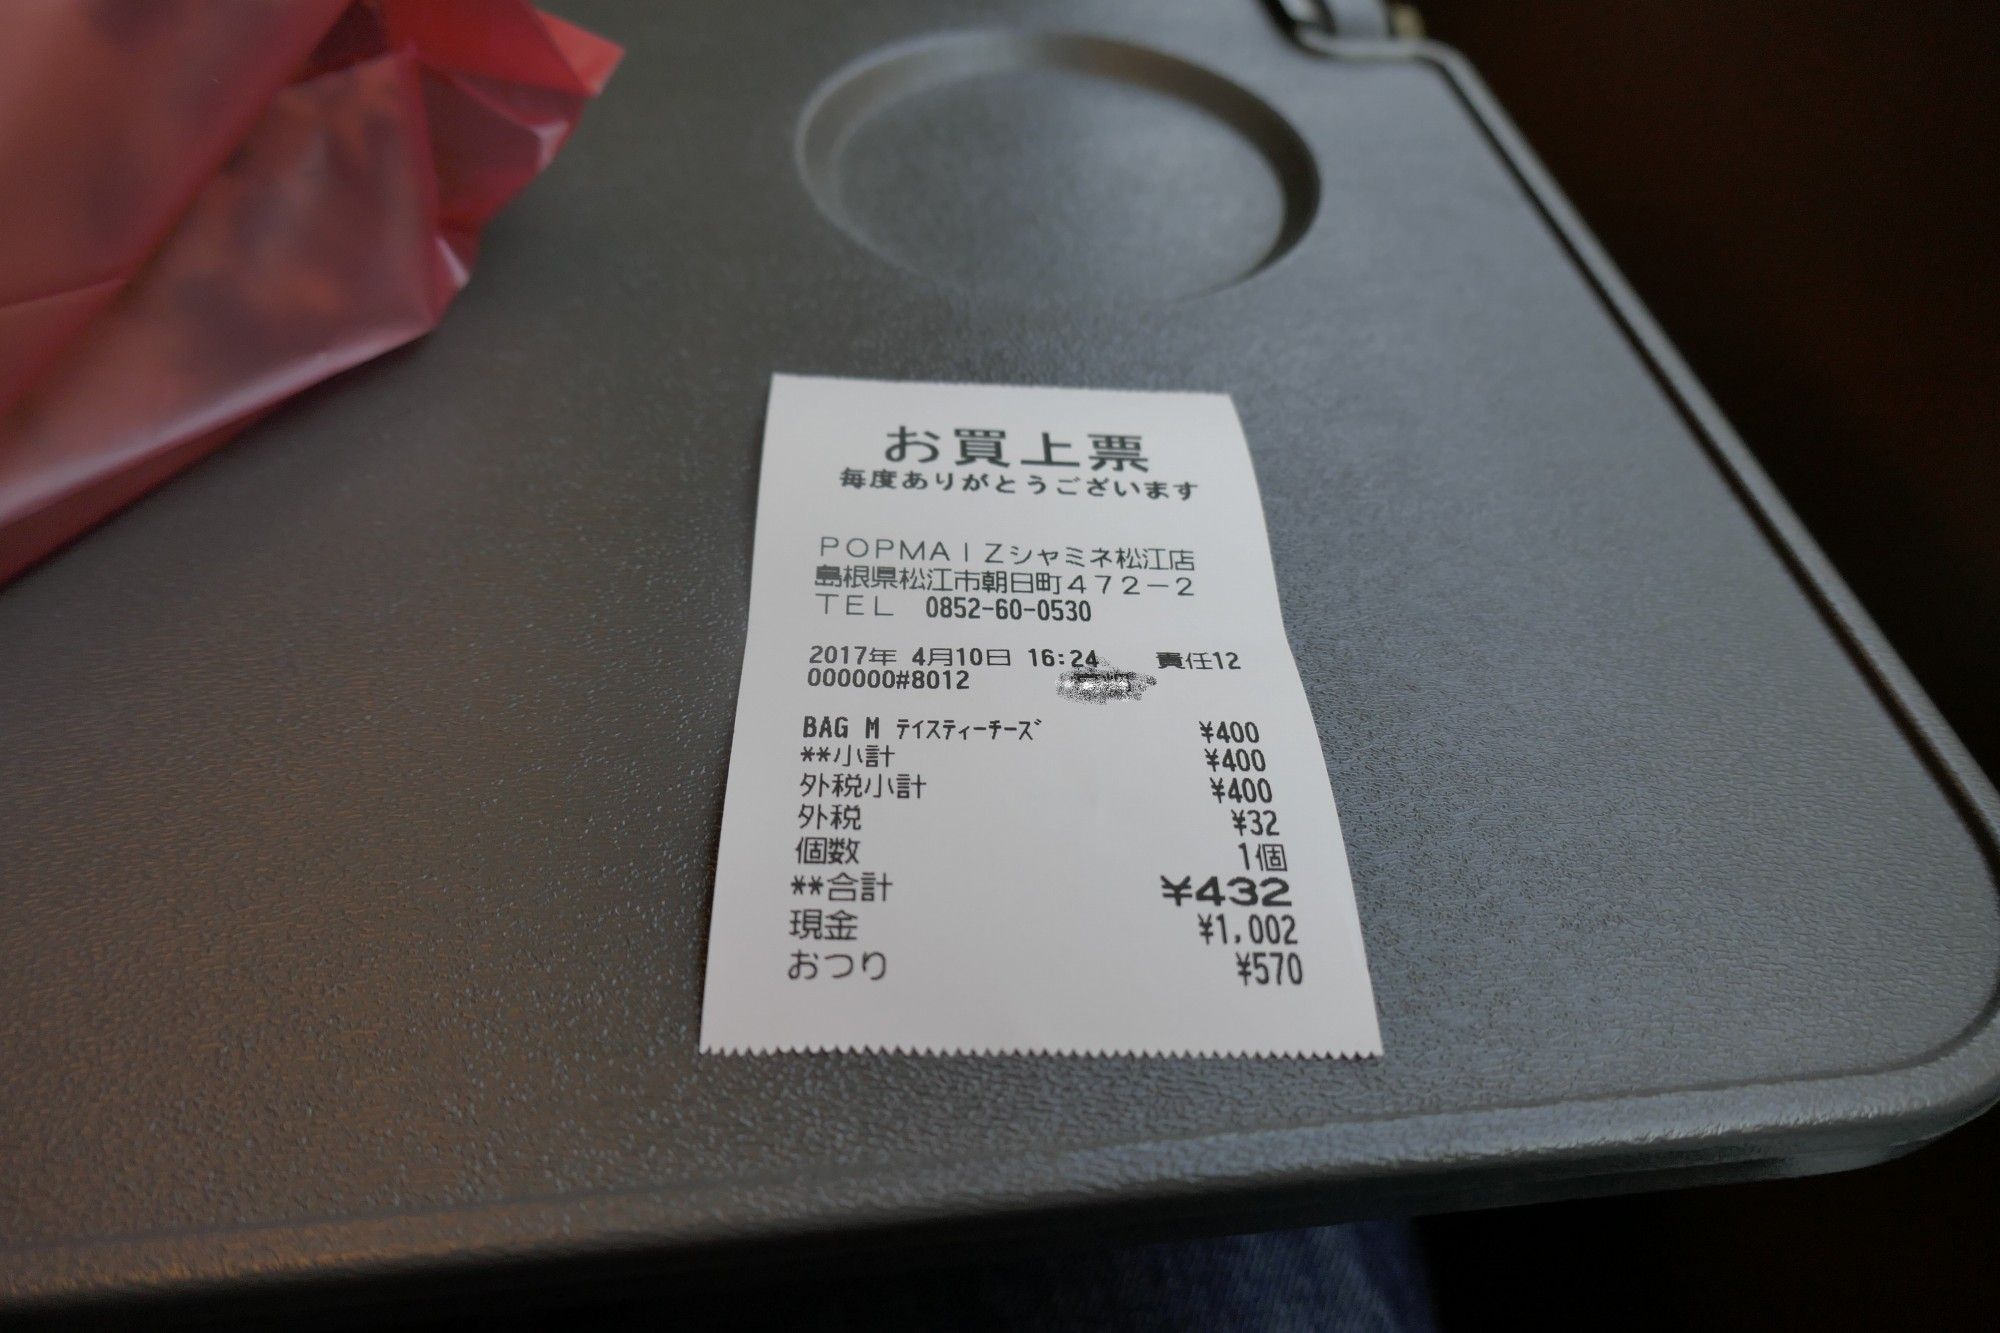 お買上票
毎度ありがとうございます
POPMAIZシャミネ松江店
島根県松江市朝日町472-2
TEL 0852-60-0530
2017年 4月10日 16:24 責任12
000000#8012
BAG M テイスティーチーズ ¥400
**小計 ¥400
外税小計 ¥400
外税 ¥32
個数 1個
**合計 ¥432
現金 ¥1,002
おつり ¥570